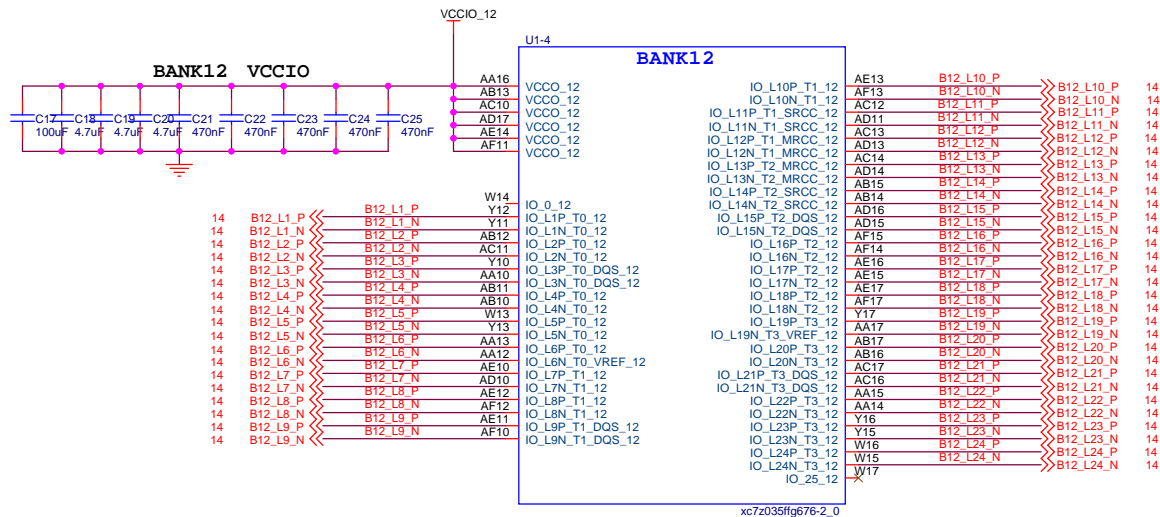 VCCIO_12
U1-4
BANK12 VCCIO
BANK12
C17 C18 C19 C20 C21 C22 C23 C24 C25
100uF 4.7uF 4.7uF 4.7uF 470nF 470nF 470nF 470nF 470nF
AA16 VCCO_12
AB13 VCCO_12
AC10 VCCO_12
AD17 VCCO_12
AE14 VCCO_12
AF11 VCCO_12
W14 IO_0_12
14 B12_L1_P B12_L1_P Y12 IO_L1P_T0_12
14 B12_L1_N B12_L1_N Y11 IO_L1N_T0_12
14 B12_L2_P B12_L2_P AB12 IO_L2P_T0_12
14 B12_L2_N B12_L2_N AC11 IO_L2N_T0_12
14 B12_L3_P B12_L3_P Y10 IO_L3P_T0_DQS_12
14 B12_L3_N B12_L3_N AA10 IO_L3N_T0_DQS_12
14 B12_L4_P B12_L4_P AB11 IO_L4P_T0_12
14 B12_L4_N B12_L4_N AB10 IO_L4N_T0_12
14 B12_L5_P B12_L5_P W13 IO_L5P_T0_12
14 B12_L5_N B12_L5_N Y13 IO_L5N_T0_12
14 B12_L6_P B12_L6_P AA13 IO_L6P_T0_12
14 B12_L6_N B12_L6_N AA12 IO_L6N_T0_VREF_12
14 B12_L7_P B12_L7_P AE10 IO_L7P_T1_12
14 B12_L7_N B12_L7_N AD10 IO_L7N_T1_12
14 B12_L8_P B12_L8_P AE12 IO_L8P_T1_12
14 B12_L8_N B12_L8_N AF12 IO_L8N_T1_12
14 B12_L9_P B12_L9_P AE11 IO_L9P_T1_DQS_12
14 B12_L9_N B12_L9_N AF10 IO_L9N_T1_DQS_12
IO_L10P_T1_12 AE13 B12_L10_P B12_L10_P 14
IO_L10N_T1_12 AF13 B12_L10_N B12_L10_N 14
IO_L11P_T1_SRCC_12 AC12 B12_L11_P B12_L11_P 14
IO_L11N_T1_SRCC_12 AD11 B12_L11_N B12_L11_N 14
IO_L12P_T1_MRCC_12 AC13 B12_L12_P B12_L12_P 14
IO_L12N_T1_MRCC_12 AD13 B12_L12_N B12_L12_N 14
IO_L13P_T2_MRCC_12 AC14 B12_L13_P B12_L13_P 14
IO_L13N_T2_MRCC_12 AD14 B12_L13_N B12_L13_N 14
IO_L14P_T2_SRCC_12 AB15 B12_L14_P B12_L14_P 14
IO_L14N_T2_SRCC_12 AB14 B12_L14_N B12_L14_N 14
IO_L15P_T2_DQS_12 AD16 B12_L15_P B12_L15_P 14
IO_L15N_T2_DQS_12 AD15 B12_L15_N B12_L15_N 14
IO_L16P_T2_12 AF15 B12_L16_P B12_L16_P 14
IO_L16N_T2_12 AF14 B12_L16_N B12_L16_N 14
IO_L17P_T2_12 AE16 B12_L17_P B12_L17_P 14
IO_L17N_T2_12 AE15 B12_L17_N B12_L17_N 14
IO_L18P_T2_12 AE17 B12_L18_P B12_L18_P 14
IO_L18N_T2_12 AF17 B12_L18_N B12_L18_N 14
IO_L19P_T3_12 Y17 B12_L19_P B12_L19_P 14
IO_L19N_T3_VREF_12 AA17 B12_L19_N B12_L19_N 14
IO_L20P_T3_12 AB17 B12_L20_P B12_L20_P 14
IO_L20N_T3_12 AB16 B12_L20_N B12_L20_N 14
IO_L21P_T3_DQS_12 AC17 B12_L21_P B12_L21_P 14
IO_L21N_T3_DQS_12 AC16 B12_L21_N B12_L21_N 14
IO_L22P_T3_12 AA15 B12_L22_P B12_L22_P 14
IO_L22N_T3_12 AA14 B12_L22_N B12_L22_N 14
IO_L23P_T3_12 Y16 B12_L23_N B12_L23_P 14
IO_L23N_T3_12 Y15 B12_L23_N B12_L23_N 14
IO_L24P_T3_12 W16 B12_L24_P B12_L24_P 14
IO_L24N_T3_12 W15 B12_L24_N B12_L24_N 14
IO_25_12 W17
xc7z035ffg676-2_0